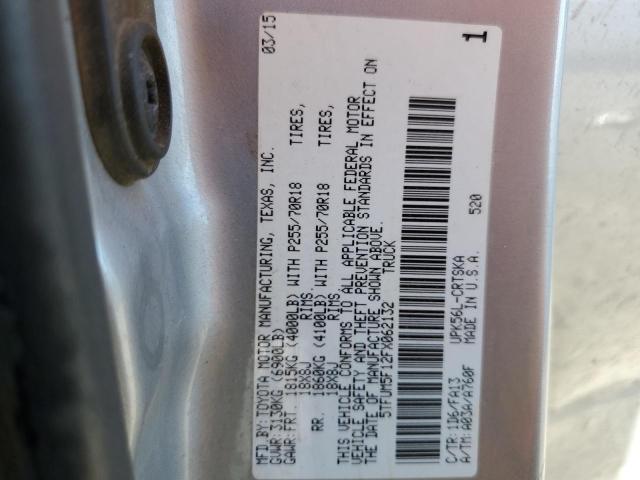 MFD.BY: TOYOTA MOTOR MANUFACTURING, TEXAS, INC. 03/15
GVWR: 3130KG (6900LB)
GAWR: FRT. 1815KG (4000LB) WITH P255/70R18 TIRES,
18X8J RIMS,
RR. 1860KG (4100LB) WITH P255/70R18 TIRES,
18X8J RIMS,
THIS VEHICLE CONFORMS TO ALL APPLICABLE FEDERAL MOTOR
VEHICLE SAFETY AND THEFT PREVENTION STANDARDS IN EFFECT ON
THE DATE OF MANUFACTURE SHOWN ABOVE.
5TFUM5F12FX062132 TRUCK
C/TR: 1D6/FA13 UPK56L-CRTSKA 520
A/TM: A03A/A760F MADE IN U.S.A.
1